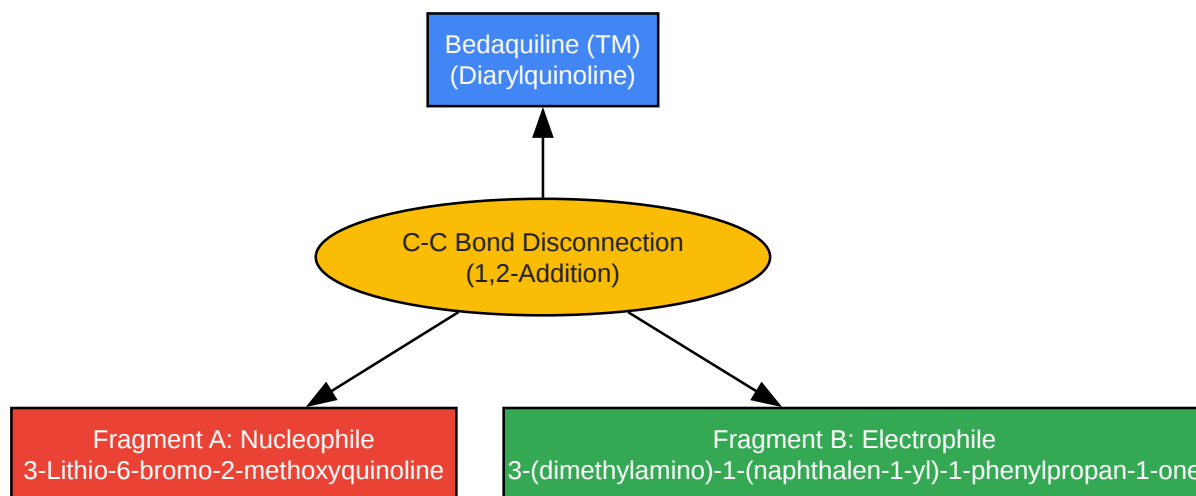 Bedaquiline (TM)
(Diarylquinoline)
C-C Bond Disconnection
(1,2-Addition)
Fragment A: Nucleophile
3-Lithio-6-bromo-2-methoxyquinoline
Fragment B: Electrophile
3-(dimethylamino)-1-(naphthalen-1-yl)-1-phenylpropan-1-one